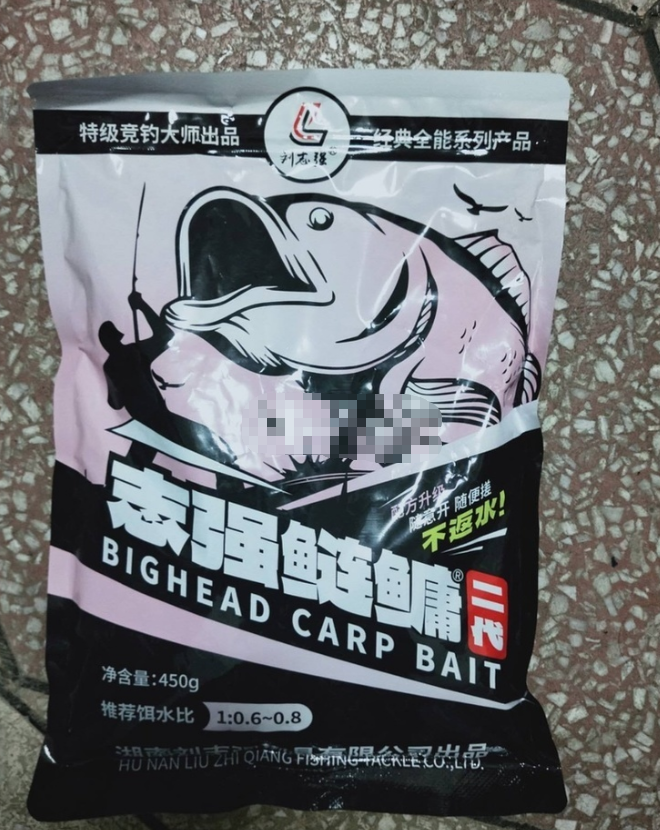 特级竞钓大师出品
刘志强
经典全能系列产品
配方升级
随意开 随便搓
不返水!
志强鲢鳙®
二代
BIGHEAD CARP BAIT
净含量:450g
推荐饵水比 1:0.6~0.8
HU NAN LIU ZHI QIANG FISHING TACKLE CO.,LTD.